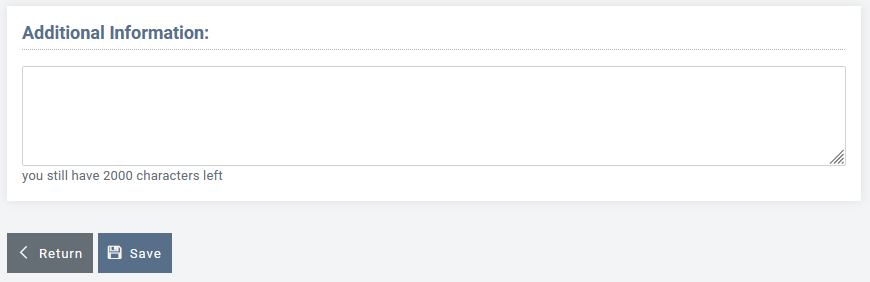 Additional Information:
you still have 2000 characters left
Return
Save